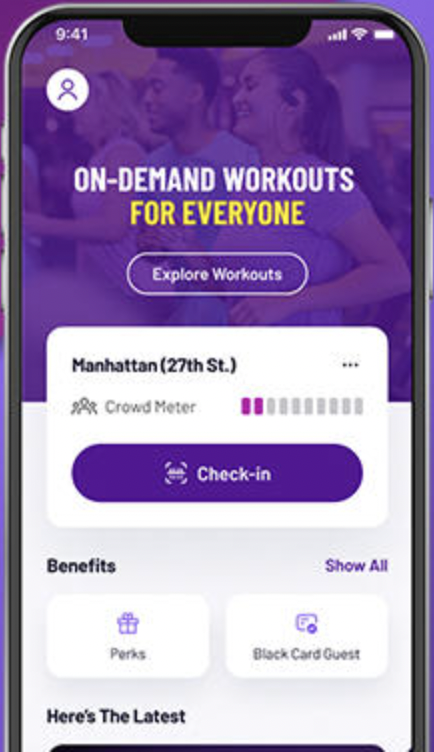 9:41
ON-DEMAND WORKOUTS
FOR EVERYONE
Explore Workouts
Manhattan (27th St.)
Crowd Meter
Check-in
Benefits
Show All
Perks
Black Card Guest
Here's The Latest